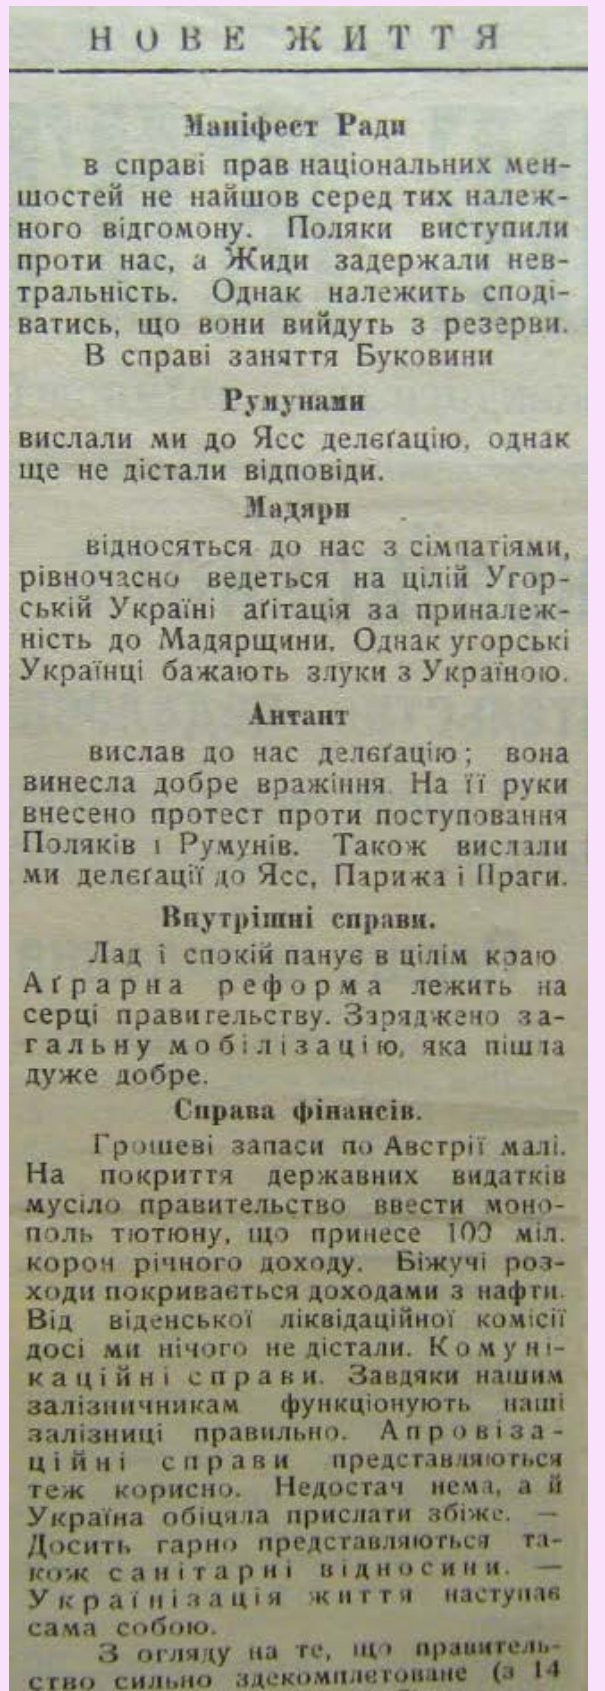 НОВЕ ЖИТТЯ
Маніфест Ради
в справі прав національних мен-
шостей не найшов серед тих належ-
ного відгомону. Поляки виступили
проти нас, а Жиди задержали нев-
тральність. Однак належить споді-
ватись, що вони вийдуть з резерви.
В справі заняття Буковини
Румунами
вислали ми до Ясс делєґацію, однак
ще не дістали відповіди.
Мадяри
відносяться до нас з сімпатіями,
рівночасно ведеться на цілій Угор-
ській Україні аґітація за приналеж-
ність до Мадярщини. Однак угорські
Українці бажають злуки з Україною.
Антант
вислав до нас делєґацію; вона
винесла добре вражіння. На її руки
внесено протест проти поступовання
Поляків і Румунів. Також вислали
ми делєґації до Ясс, Парижа і Праги.
Внутрішні справи.
Лад і спокій панує в цілім краю
Аґрарна реформа лежить на
серці правительству. Заряджено за-
гальну мобілізацію, яка пішла
дуже добре.
Справа фінансів.
Грошеві запаси по Австрії малі.
На покриття державних видатків
мусіло правительство ввести моно-
поль тютюну, що принесе 100 міл.
корон річного доходу. Біжучі роз-
ходи покривається доходами з нафти.
Від віденської ліквідаційної комісії
досі ми нічого не дістали. Комуні-
каційні справи. Завдяки нашим
залізничникам функціонують наші
залізниці правильно. Апровіза-
ційні справи представляються
теж корисно. Недостач нема, а й
Україна обіцяла прислати збіже. —
Досить гарно представляються та-
кож санітарні відносини. —
Українізація життя наступає
сама собою.
З огляду на те, що правитель-
ство сильно здекомплетоване (з 14